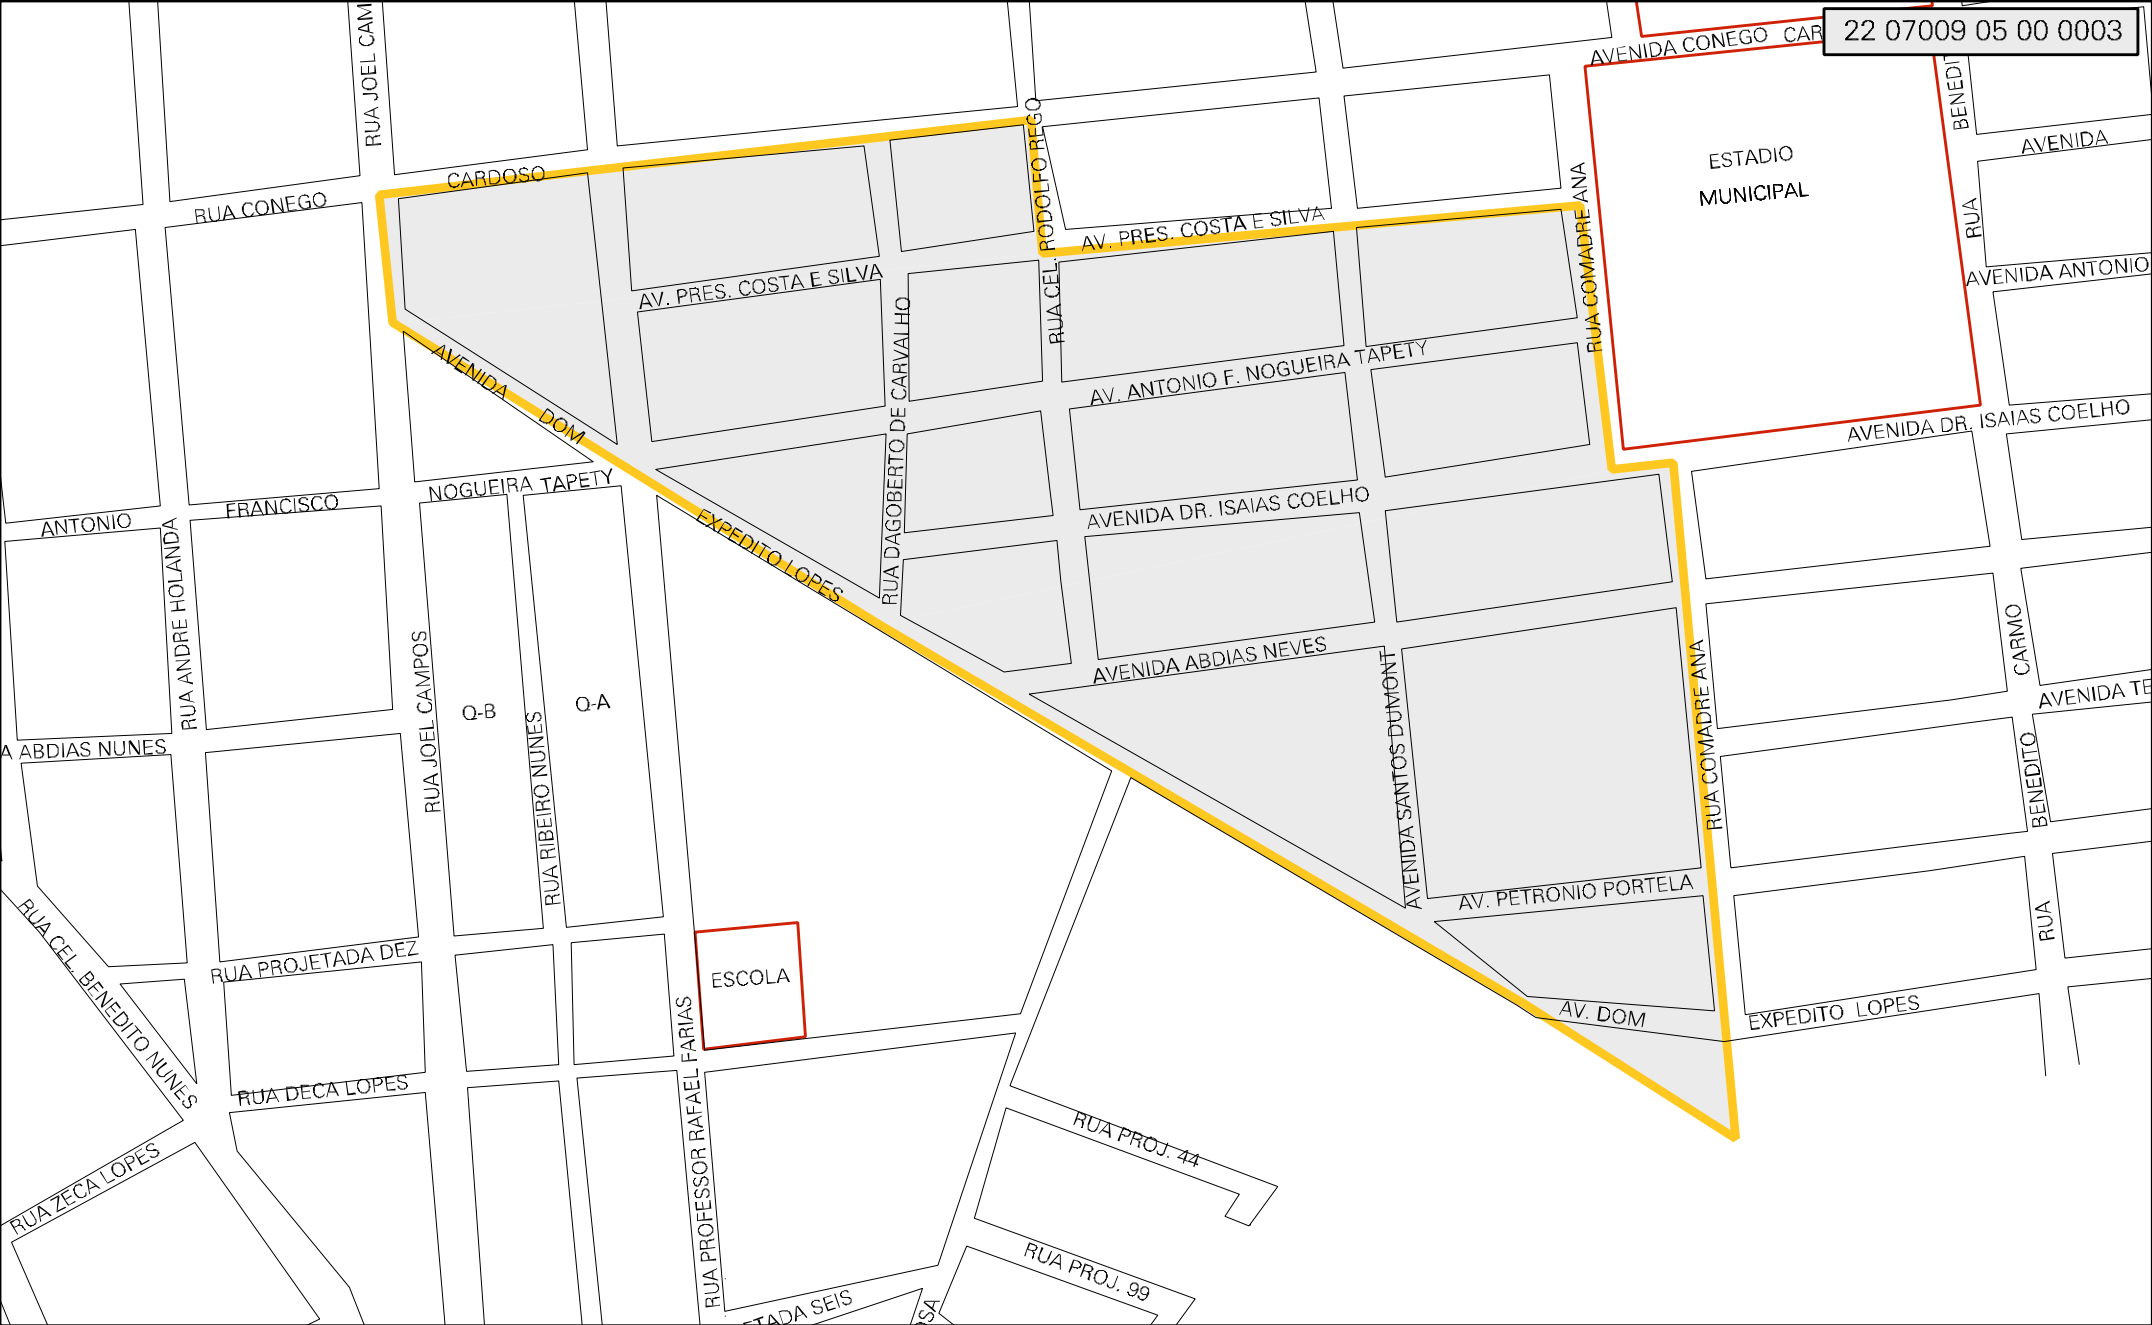 22 07009 05 00 0003
RUA JOEL CAM
AVENIDA CONEGO CAR
BENEDIT
AVENIDA
ESTADIO
MUNICIPAL
CARDOSO
RUA CONEGO
RUA CEL. RODOLFO REGO
AV. PRES. COSTA E SILVA
RUA COMADRE ANA
RUA
AVENIDA ANTONIO
AV. PRES. COSTA E SILVA
RUA DAGOBERTO DE CARVALHO
AV. ANTONIO F. NOGUEIRA TAPETY
AVENIDA DOM
EXPEDITO LOPES
AVENIDA DR. ISAIAS COELHO
NOGUEIRA TAPETY
FRANCISCO
ANTONIO
AVENIDA DR. ISAIAS COELHO
RUA ANDRE HOLANDA
RUA JOEL CAMPOS
Q-B
Q-A
RUA RIBEIRO NUNES
AVENIDA ABDIAS NEVES
AVENIDA SANTOS DUMONT
RUA COMADRE ANA
CARMO
AVENIDA TE
BENEDITO
RUA
A ABDIAS NUNES
AV. PETRONIO PORTELA
RUA CEL. BENEDITO NUNES
RUA PROJETADA DEZ
ESCOLA
AV. DOM
EXPEDITO LOPES
RUA DECA LOPES
RUA PROFESSOR RAFAEL FARIAS
RUA ZECA LOPES
RUA PROJ. 44
RUA PROJ. 99
ETADA SEIS
OSA